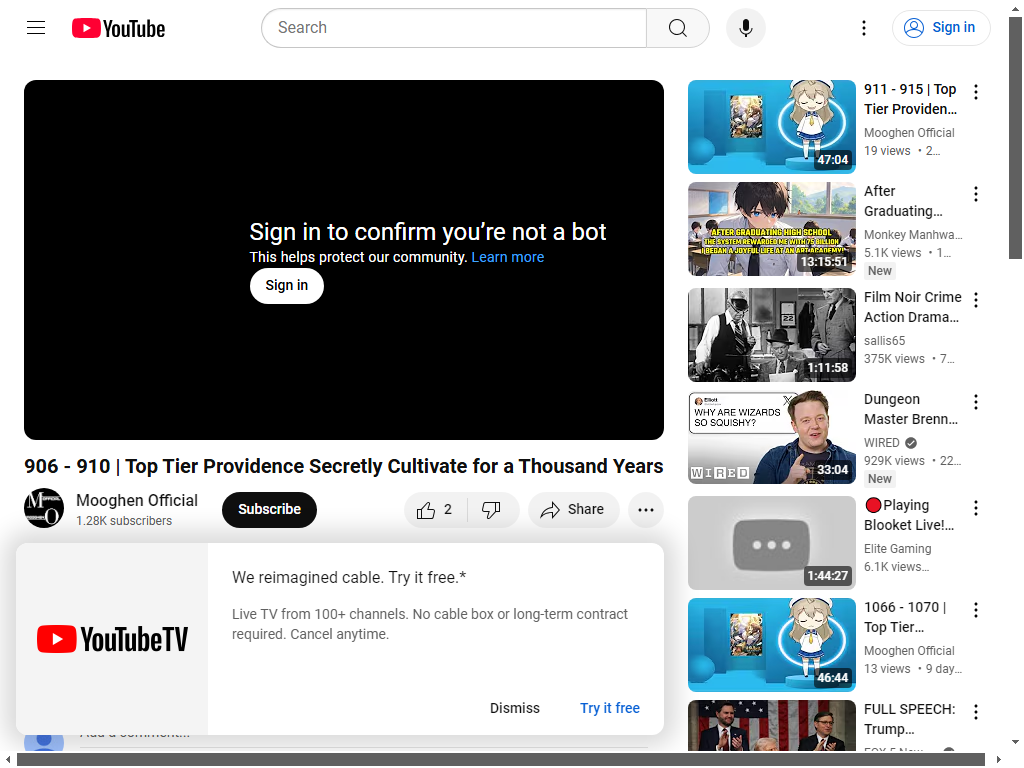 YouTube
Search
Sign in
Sign in to confirm you’re not a bot
This helps protect our community. Learn more
Sign in
906 - 910 | Top Tier Providence Secretly Cultivate for a Thousand Years
Mooghen Official
1.28K subscribers
Subscribe
2
Share
YouTubeTV
We reimagined cable. Try it free.*
Live TV from 100+ channels. No cable box or long-term contract
required. Cancel anytime.
Dismiss
Try it free
Add a comment...
47:04
911 - 915 | Top
Tier Providen…
Mooghen Official
19 views • 2…
AFTER GRADUATING HIGH SCHOOL
THE SYSTEM REWARDED ME WITH 75 BILLION
I BEGAN A JOYFUL LIFE AT AN ART ACADEMY!
13:15:51
After
Graduating…
Monkey Manhwa…
5.1K views • 1…
New
22
1:11:58
Film Noir Crime
Action Drama…
sallis65
375K views • 7…
Elliott
WHY ARE WIZARDS
SO SQUISHY?
WIRED
33:04
Dungeon
Master Brenn…
WIRED
929K views • 22…
New
1:44:27
🔴Playing
Blooket Live!…
Elite Gaming
6.1K views…
46:44
1066 - 1070 |
Top Tier…
Mooghen Official
13 views • 9 day…
FULL SPEECH:
Trump…